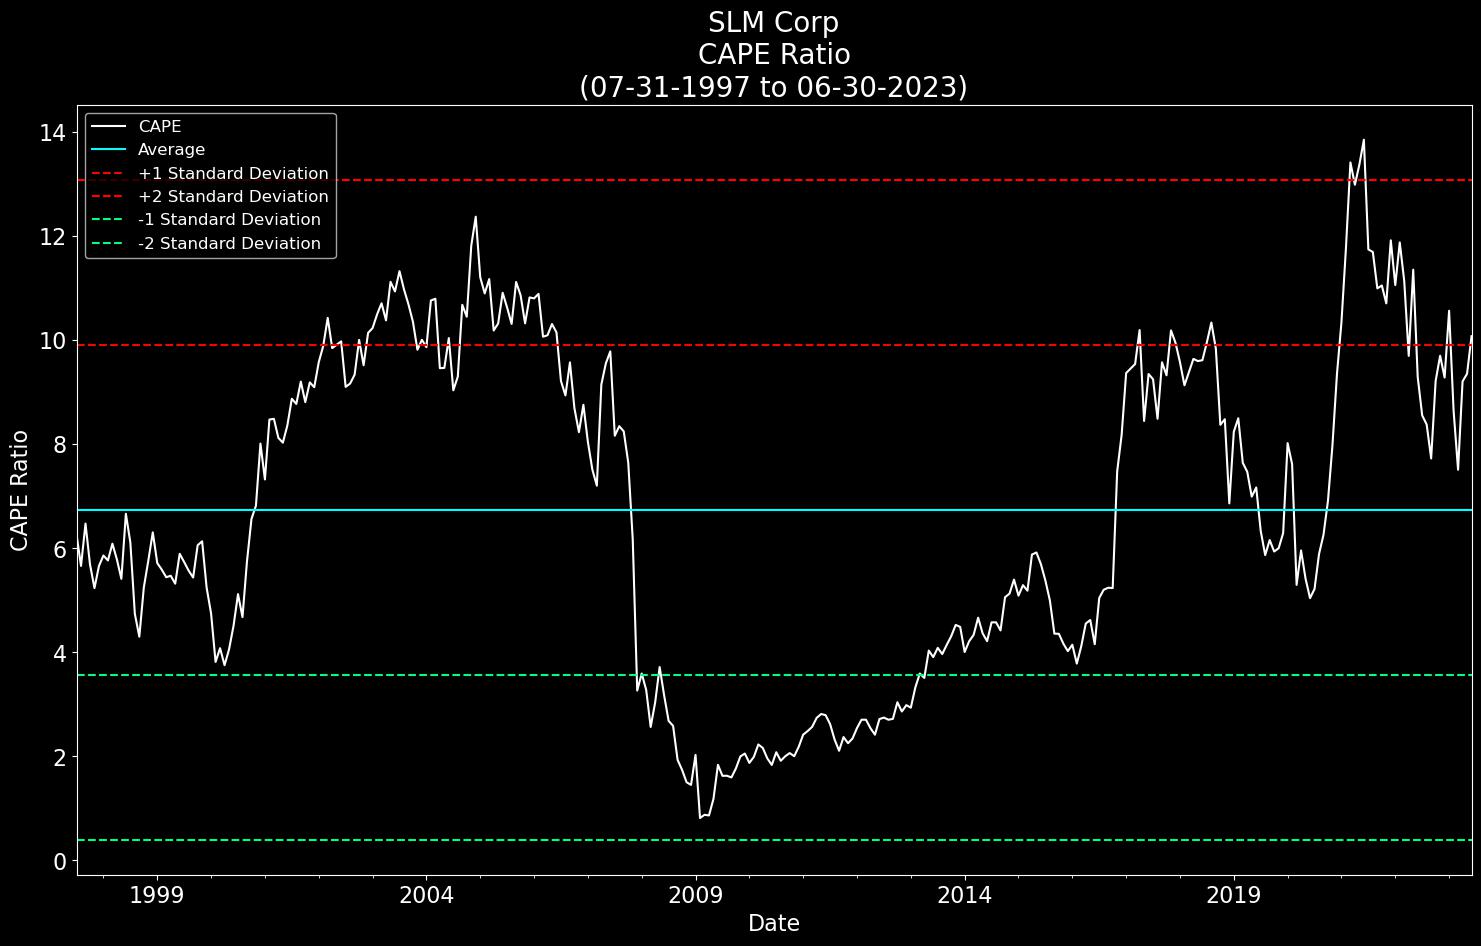 SLM Corp
CAPE Ratio
(07-31-1997 to 06-30-2023)
CAPE
Average
+1 Standard Deviation
+2 Standard Deviation
-1 Standard Deviation
-2 Standard Deviation
14
12
10
8
6
4
2
0
CAPE Ratio
1999
2004
2009
2014
2019
Date